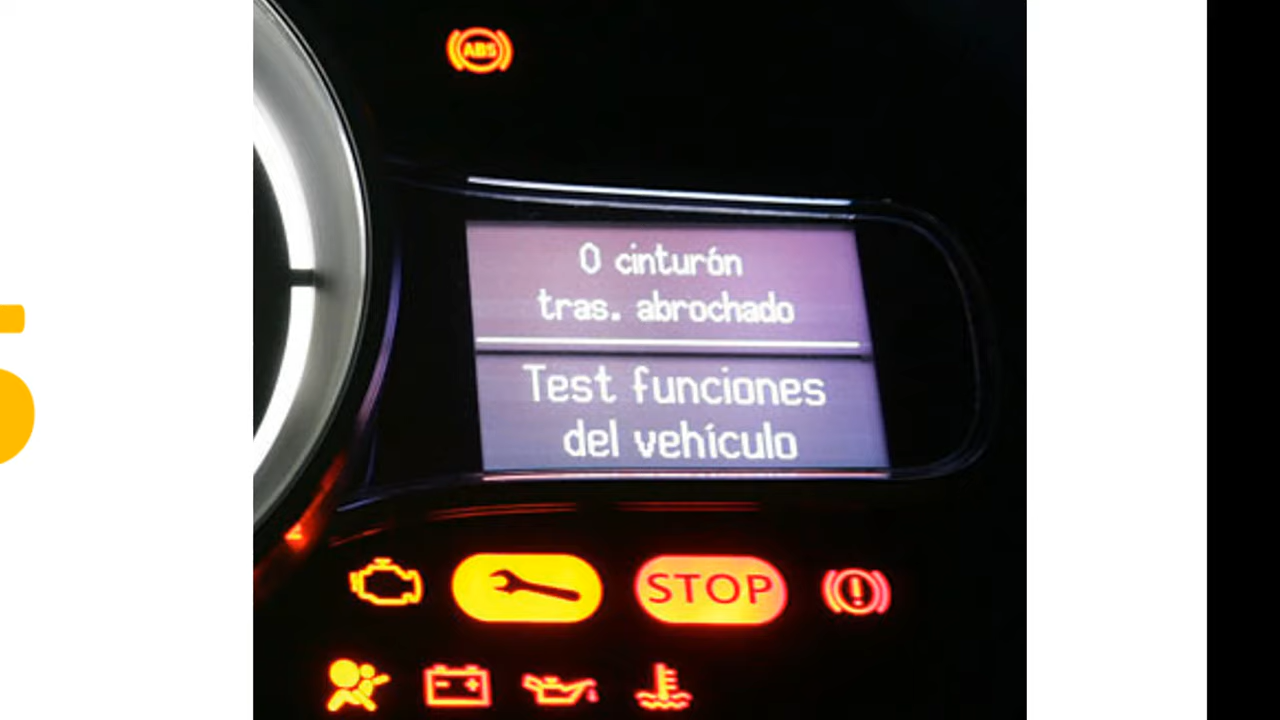 ABS
0 cinturón
tras. abrochado
Test funciones
del vehículo
STOP